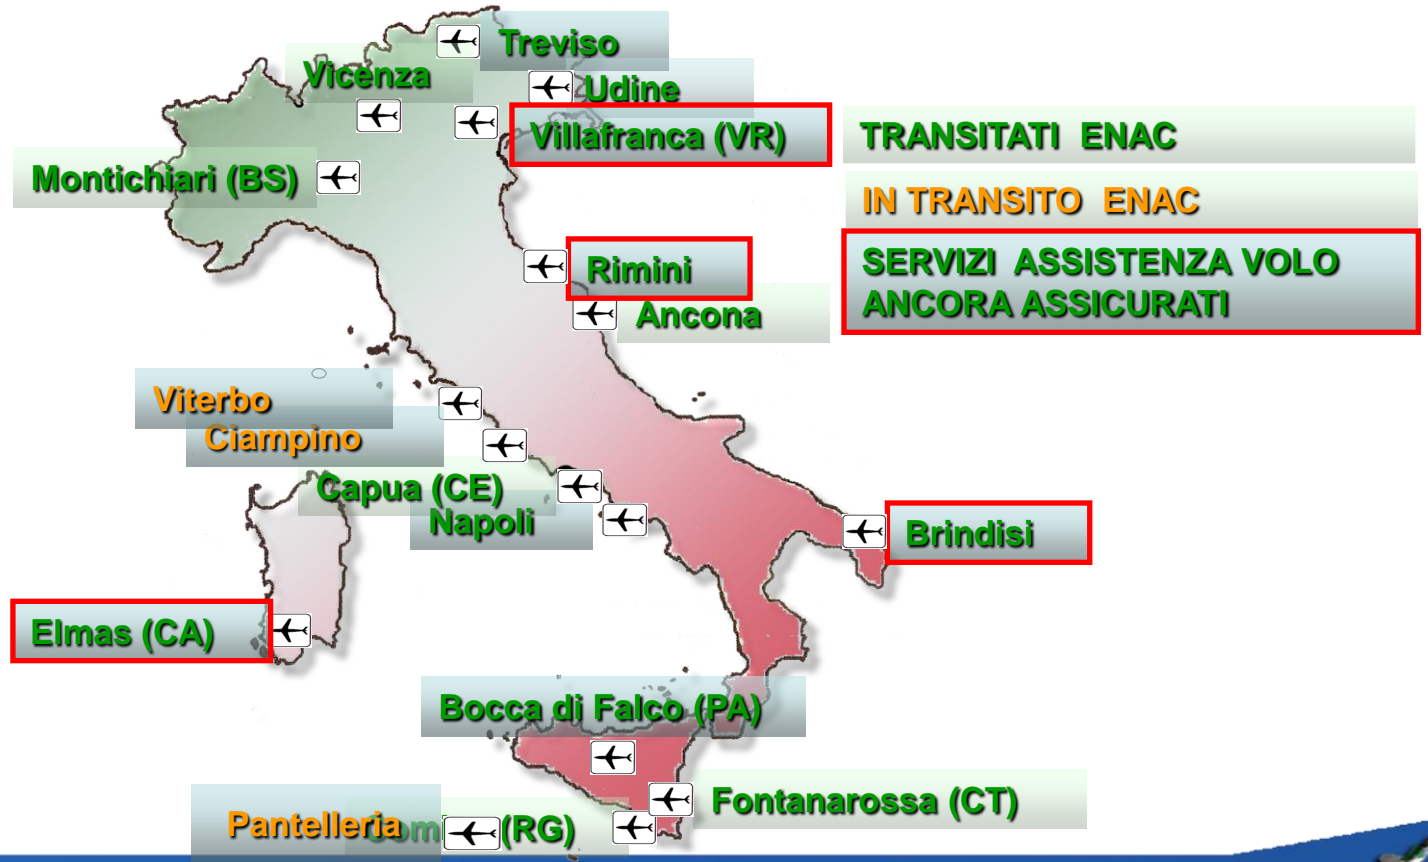 Treviso
Vicenza
Udine
Villafranca (VR)
TRANSITATI ENAC
Montichiari (BS)
IN TRANSITO ENAC
Rimini
SERVIZI ASSISTENZA VOLO
ANCORA ASSICURATI
Ancona
Viterbo
Ciampino
Capua (CE)
Napoli
Brindisi
Elmas (CA)
Bocca di Falco (PA)
Fontanarossa (CT)
Pantelleria
(RG)